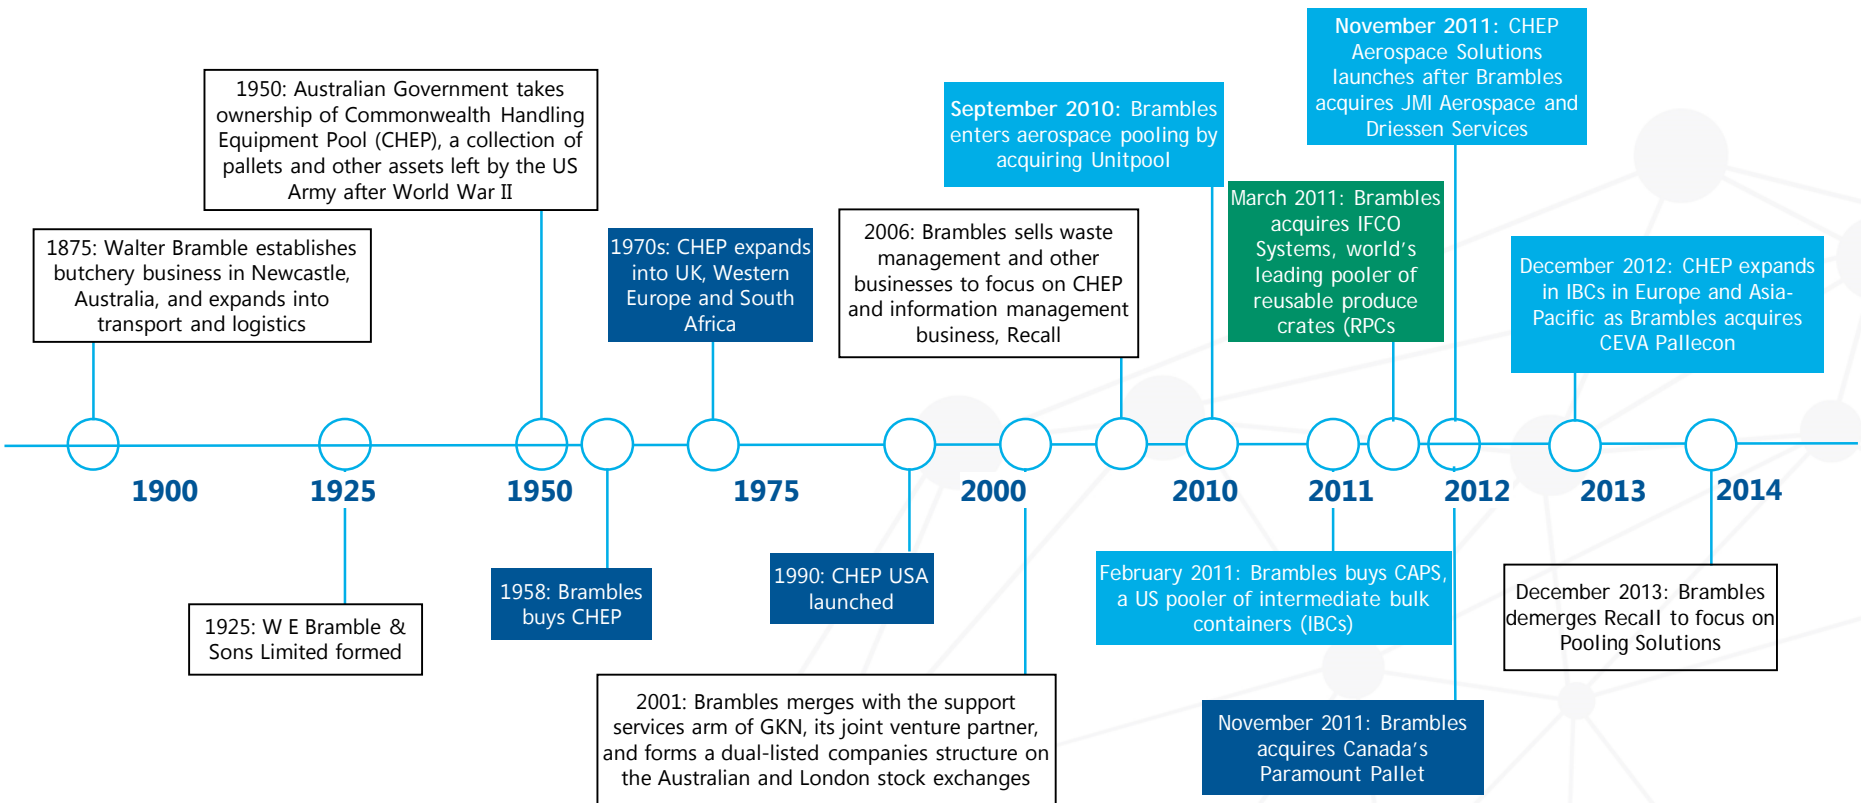 November 2011: CHEP
Aerospace Solutions
launches after Brambles
acquires JMI Aerospace and
Driessen Services
1950: Australian Government takes
ownership of Commonwealth Handling
Equipment Pool (CHEP), a collection of
pallets and other assets left by the US
Army after World War II
September 2010: Brambles
enters aerospace pooling by
acquiring Unitpool
March 2011: Brambles
acquires IFCO
Systems, world's
leading pooler of
reusable produce
crates (RPCs
1875: Walter Bramble establishes
butchery business in Newcastle,
Australia, and expands into
transport and logistics
1970s: CHEP expands
into UK, Western
Europe and South
Africa
2006: Brambles sells waste
management and other
businesses to focus on CHEP
and information management
business, Recall
December 2012: CHEP expands
in IBCs in Europe and Asia-
Pacific as Brambles acquires
CEVA Pallecon
1900 1925 1950 1975 2000 2010 2011 2012 2013 2014
1958: Brambles
buys CHEP
1990: CHEP USA
launched
February 2011: Brambles buys CAPS,
a US pooler of intermediate bulk
containers (IBCs)
December 2013: Brambles
demerges Recall to focus on
Pooling Solutions
1925: W E Bramble &
Sons Limited formed
2001: Brambles merges with the support
services arm of GKN, its joint venture partner,
and forms a dual-listed companies structure on
the Australian and London stock exchanges
November 2011: Brambles
acquires Canada's
Paramount Pallet